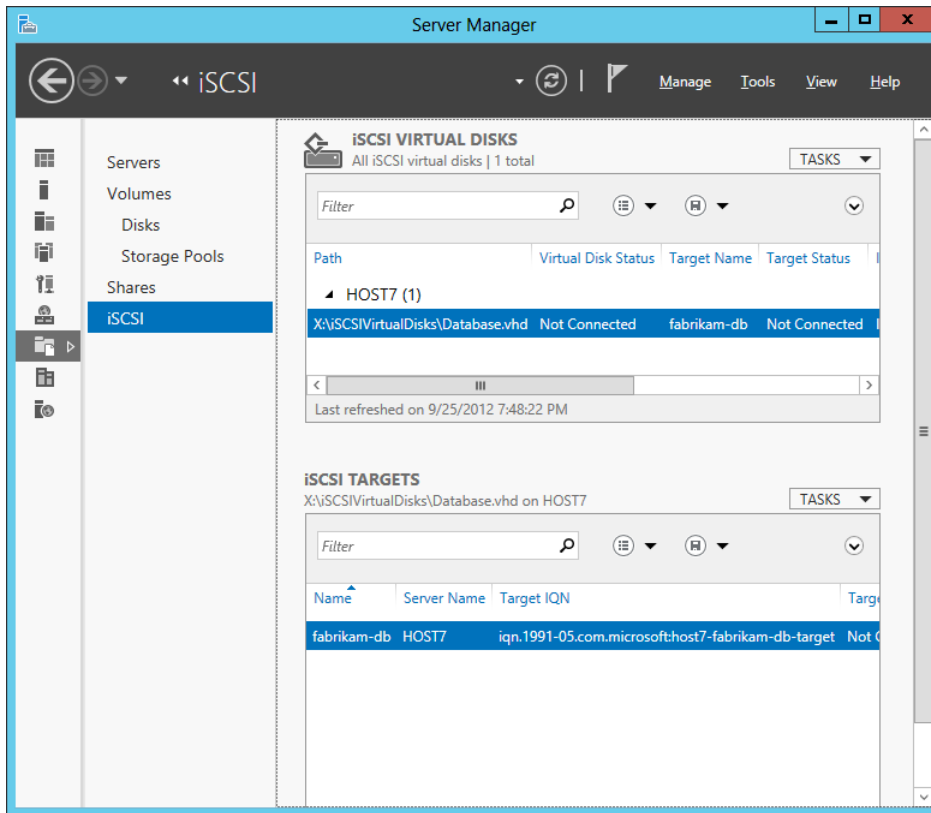 Server Manager
iSCSI
Manage Tools View Help
Servers
Volumes
Disks
Storage Pools
Shares
iSCSI
iSCSI VIRTUAL DISKS
All iSCSI virtual disks | 1 total
TASKS
Filter
Path Virtual Disk Status Target Name Target Status
HOST7 (1)
X:\iSCSIVirtualDisks\Database.vhd Not Connected fabrikam-db Not Connected
Last refreshed on 9/25/2012 7:48:22 PM
iSCSI TARGETS
X:\iSCSIVirtualDisks\Database.vhd on HOST7
TASKS
Filter
Name Server Name Target IQN
fabrikam-db HOST7 iqn.1991-05.com.microsoft:host7-fabrikam-db-target Not